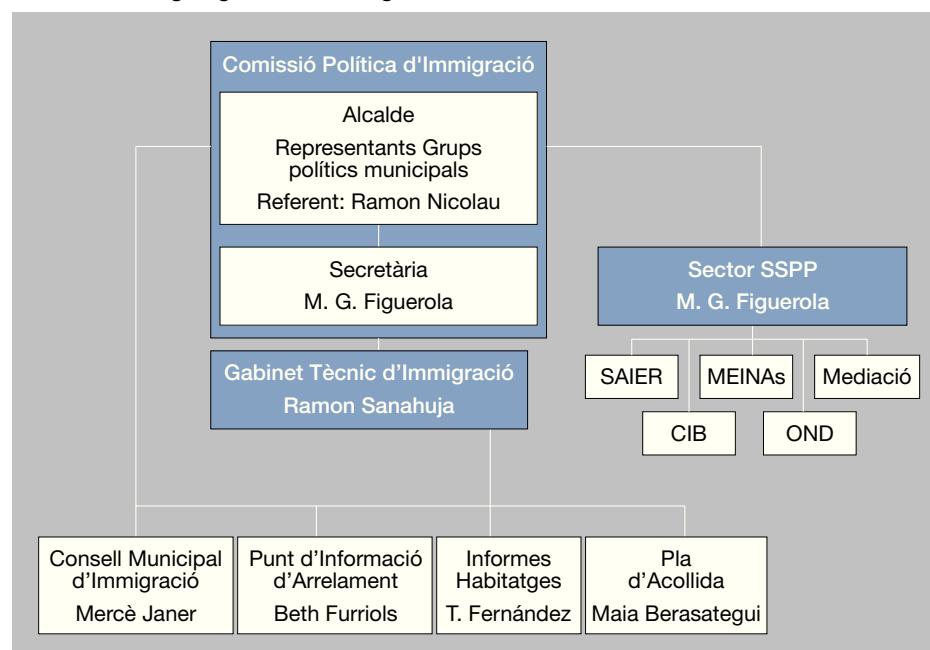 Comissió Política d'Immigració
Alcalde
Representants Grups
polítics municipals
Referent: Ramon Nicolau
Secretària
M. G. Figuerola
Sector SSPP
M. G. Figuerola
Gabinet Tècnic d’Immigració
Ramon Sanahuja
SAIER
MEINAs
Mediació
CIB
OND
Consell Municipal
d’Immigració
Mercè Janer
Punt d’Informació
d’Arrelament
Beth Furriols
Informes
Habitatges
T. Fernández
Pla
d’Acollida
Maia Berasategui